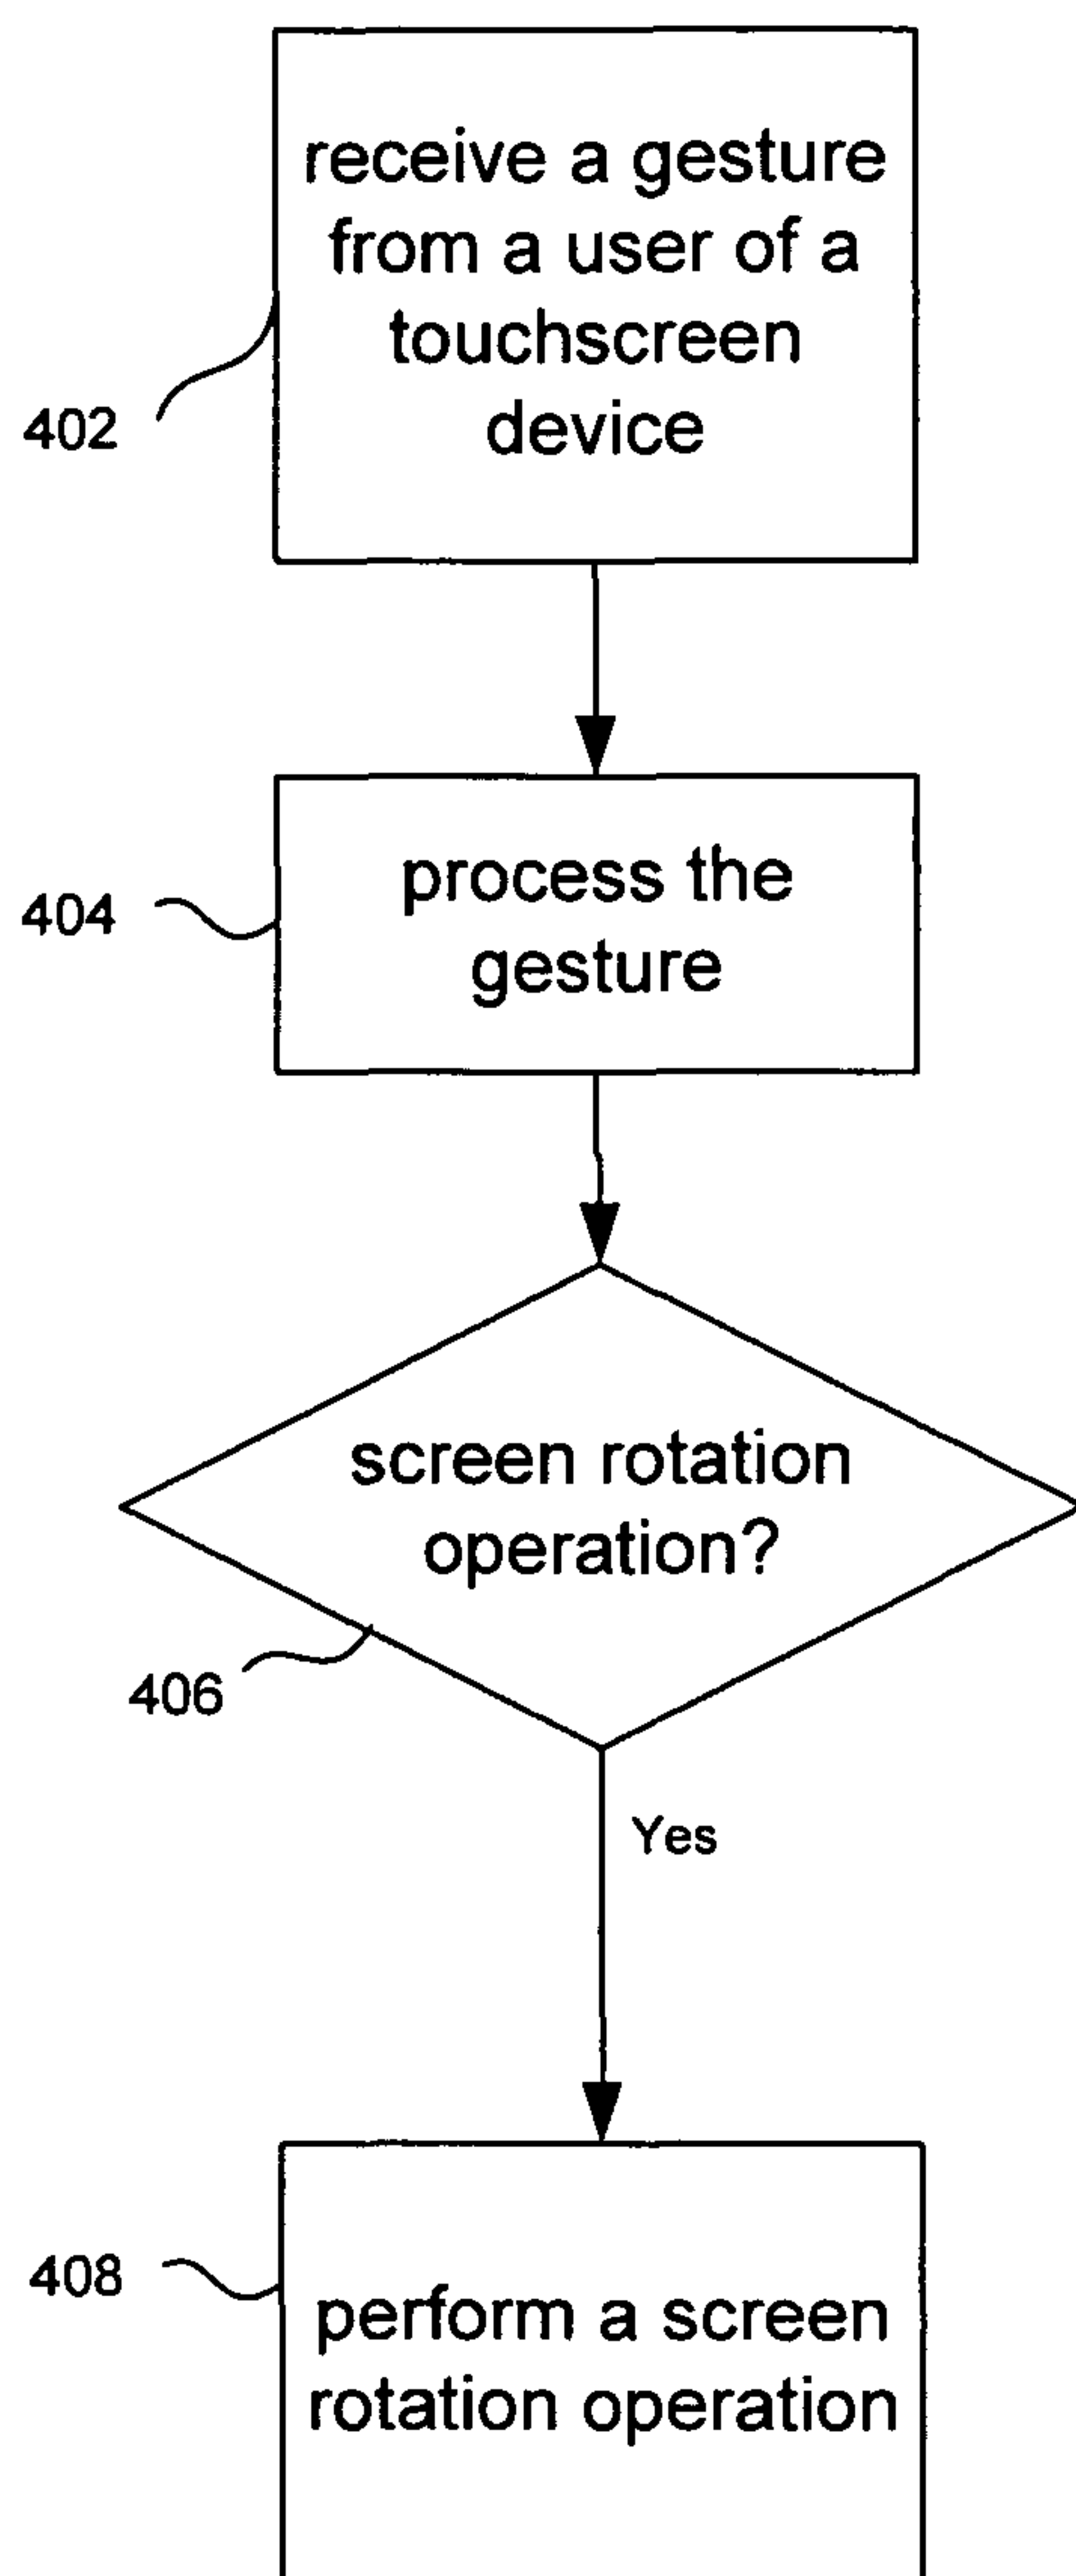 receive a gesture
from a user of a
touchscreen
device
402
process the
gesture
404
screen rotation
operation?
406
Yes
408
perform a screen
rotation operation